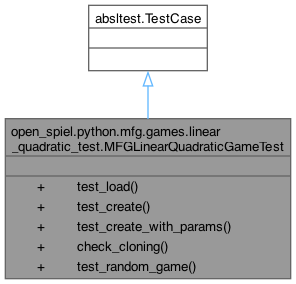 absltest.TestCase
open_spiel.python.mfg.games.linear
_quadratic_test.MFGLinearQuadraticGameTest
+ test_load()
+ test_create()
+ test_create_with_params()
+ check_cloning()
+ test_random_game()